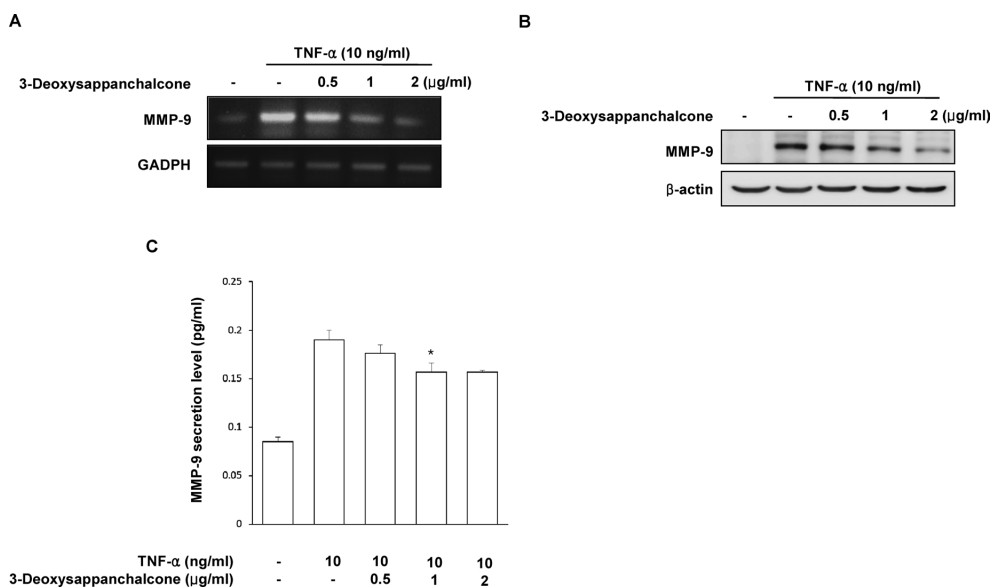 A
TNF-α (10 ng/ml)
3-Deoxysappanchalcone - - 0.5 1 2 (μg/ml)
MMP-9
GADPH
B
TNF-α (10 ng/ml)
3-Deoxysappanchalcone - - 0.5 1 2 (μg/ml)
MMP-9
β-actin
C
MMP-9 secretion level (pg/ml)
0.25
0.2
0.15
0.1
0.05
0
*
TNF-α (ng/ml) - 10 10 10 10
3-Deoxysappanchalcone (μg/ml) - - 0.5 1 2